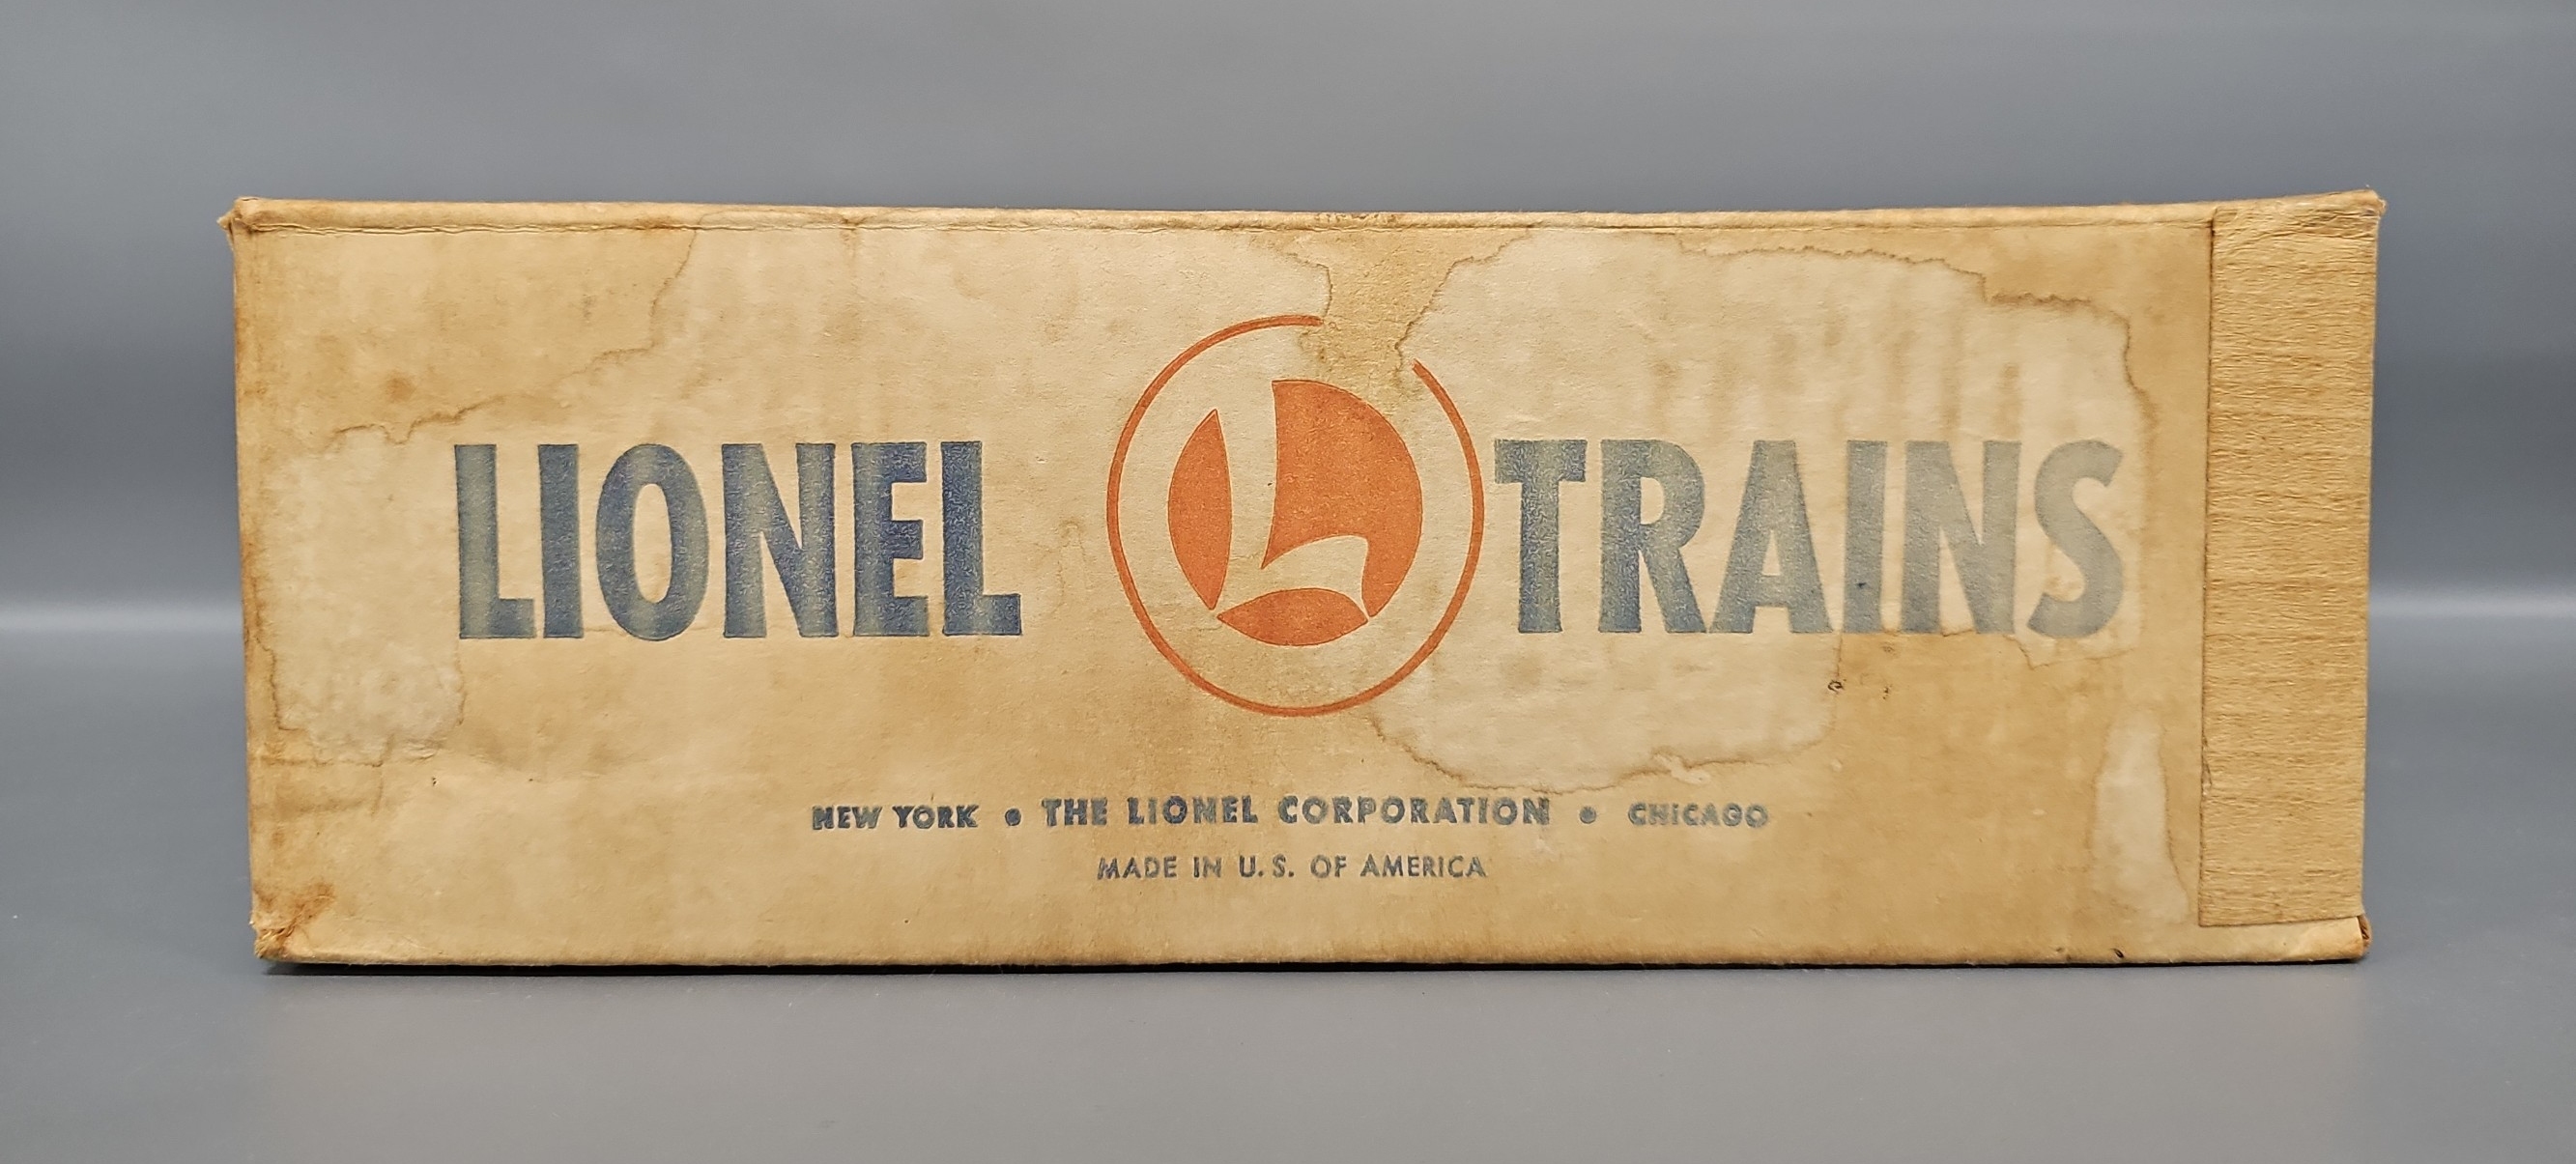 LIONEL L TRAINS
NEW YORK • THE LIONEL CORPORATION • CHICAGO
MADE IN U.S. OF AMERICA